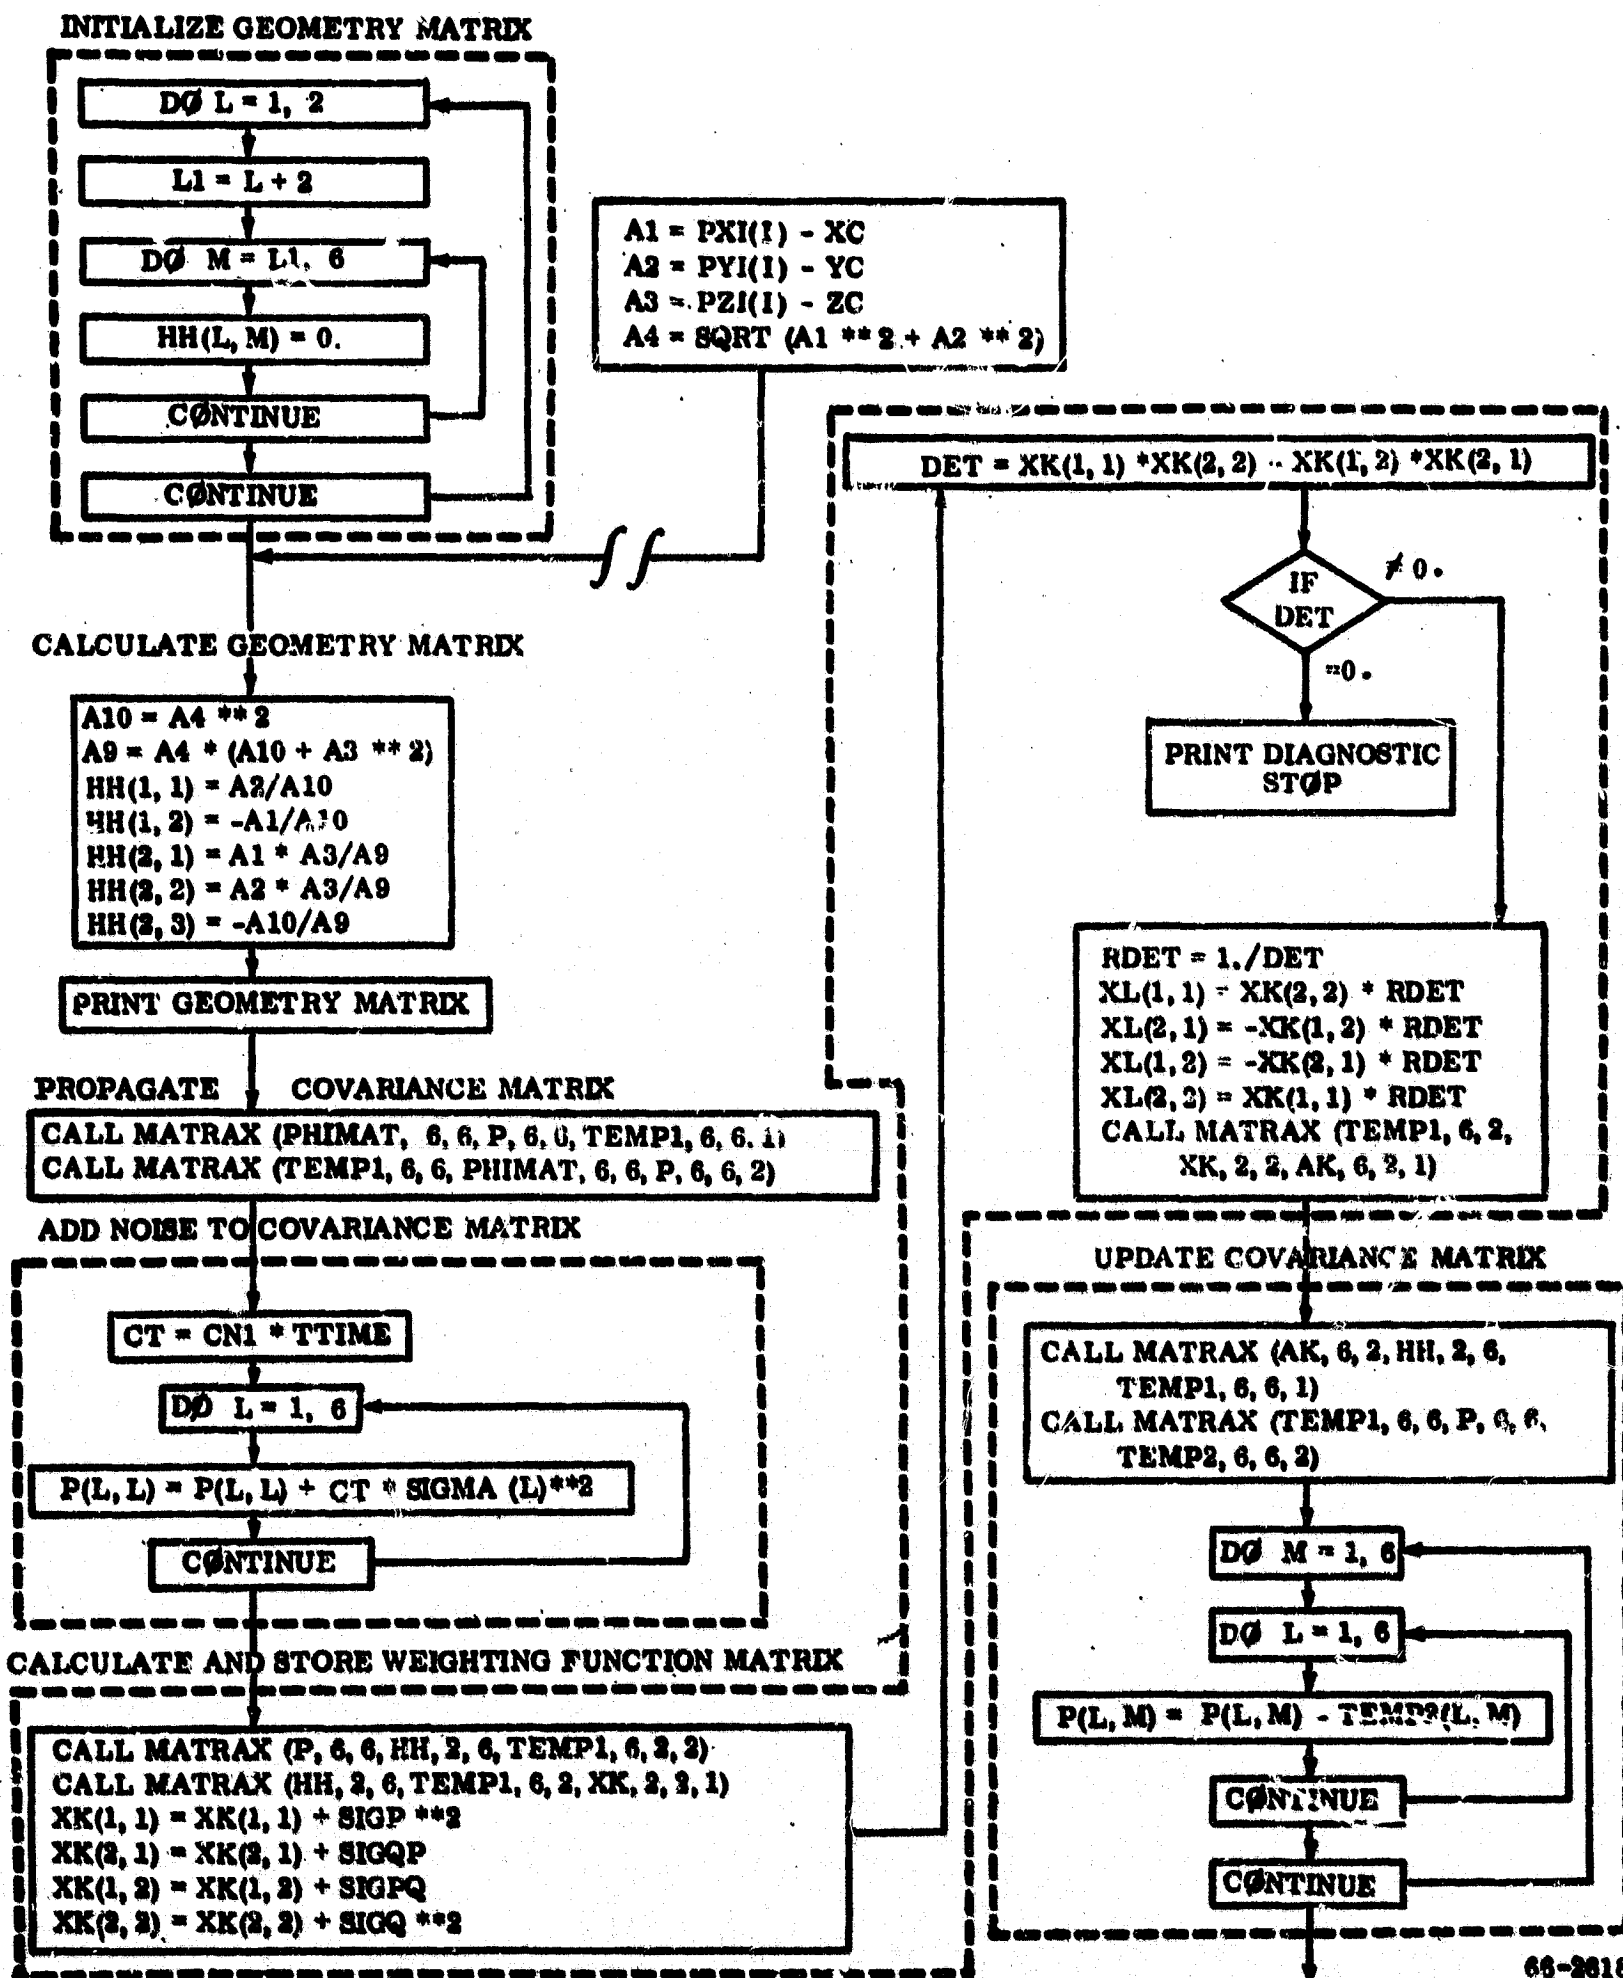 INITIALIZE GEOMETRY MATRIX
DØ L = 1, 2
L1 = L + 2
DØ M = L1, 6
HH(L, M) = 0.
CØNTINUE
CØNTINUE
A1 = PXI(I) - XC
A2 = PYI(I) - YC
A3 = PZI(I) - ZC
A4 = SQRT (A1 ** 2 + A2 ** 2)
CALCULATE GEOMETRY MATRIX
A10 = A4 ** 2
A9 = A4 * (A10 + A3 ** 2)
HH(1, 1) = A2/A10
HH(1, 2) = -A1/A10
HH(2, 1) = A1 * A3/A9
HH(2, 2) = A2 * A3/A9
HH(2, 3) = -A10/A9
PRINT GEOMETRY MATRIX
PROPAGATE COVARIANCE MATRIX
CALL MATRAX (PHIMAT, 6, 6, P, 6, 6, TEMP1, 6, 6, 1)
CALL MATRAX (TEMP1, 6, 6, PHIMAT, 6, 6, P, 6, 6, 2)
ADD NOISE TO COVARIANCE MATRIX
CT = CN1 * TTIME
DØ L = 1, 6
P(L, L) = P(L, L) + CT * SIGMA (L)**2
CØNTINUE
CALCULATE AND STORE WEIGHTING FUNCTION MATRIX
CALL MATRAX (P, 6, 6, HH, 2, 6, TEMP1, 6, 2, 2)
CALL MATRAX (HH, 2, 6, TEMP1, 6, 2, XK, 2, 2, 1)
XK(1, 1) = XK(1, 1) + SIGP **2
XK(2, 1) = XK(2, 1) + SIGQP
XK(1, 2) = XK(1, 2) + SIGPQ
XK(2, 2) = XK(2, 2) + SIGQ **2
DET = XK(1, 1) *XK(2, 2) - XK(1, 2) *XK(2, 1)
IF
DET
≠ 0.
=0.
PRINT DIAGNOSTIC
STØP
RDET = 1./DET
XL(1, 1) = XK(2, 2) * RDET
XL(2, 1) = -XK(1, 2) * RDET
XL(1, 2) = -XK(2, 1) * RDET
XL(2, 2) = XK(1, 1) * RDET
CALL MATRAX (TEMP1, 6, 2,
XK, 2, 2, AK, 6, 2, 1)
UPDATE COVARIANCE MATRIX
CALL MATRAX (AK, 6, 2, HH, 2, 6,
TEMP1, 6, 6, 1)
CALL MATRAX (TEMP1, 6, 6, P, 6, 6,
TEMP2, 6, 6, 2)
DØ M = 1, 6
DØ L = 1, 6
P(L, M) = P(L, M) - TEMP2(L, M)
CØNTINUE
CØNTINUE